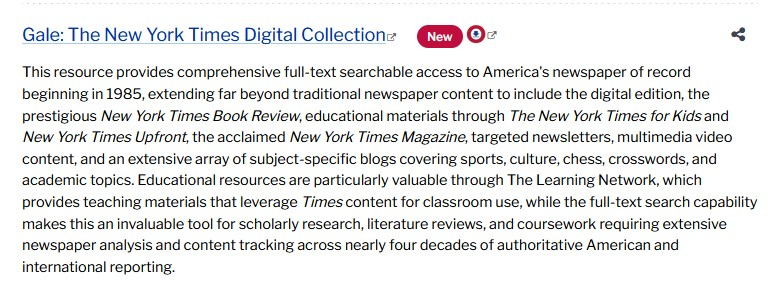 Gale: The New York Times Digital Collection New
This resource provides comprehensive full-text searchable access to America's newspaper of record
beginning in 1985, extending far beyond traditional newspaper content to include the digital edition, the
prestigious New York Times Book Review, educational materials through The New York Times for Kids and
New York Times Upfront, the acclaimed New York Times Magazine, targeted newsletters, multimedia video
content, and an extensive array of subject-specific blogs covering sports, culture, chess, crosswords, and
academic topics. Educational resources are particularly valuable through The Learning Network, which
provides teaching materials that leverage Times content for classroom use, while the full-text search capability
makes this an invaluable tool for scholarly research, literature reviews, and coursework requiring extensive
newspaper analysis and content tracking across nearly four decades of authoritative American and
international reporting.